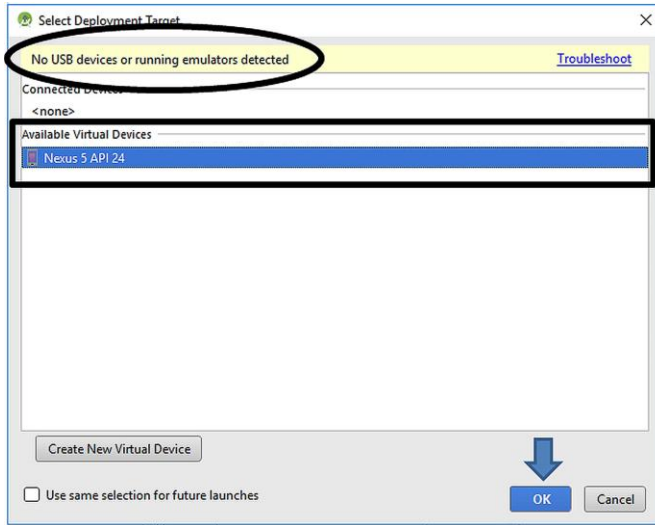 Select Deployment Target
No USB devices or running emulators detected Troubleshoot
Connected Devices
<none>
Available Virtual Devices
Nexus 5 API 24
Create New Virtual Device
Use same selection for future launches
OK Cancel